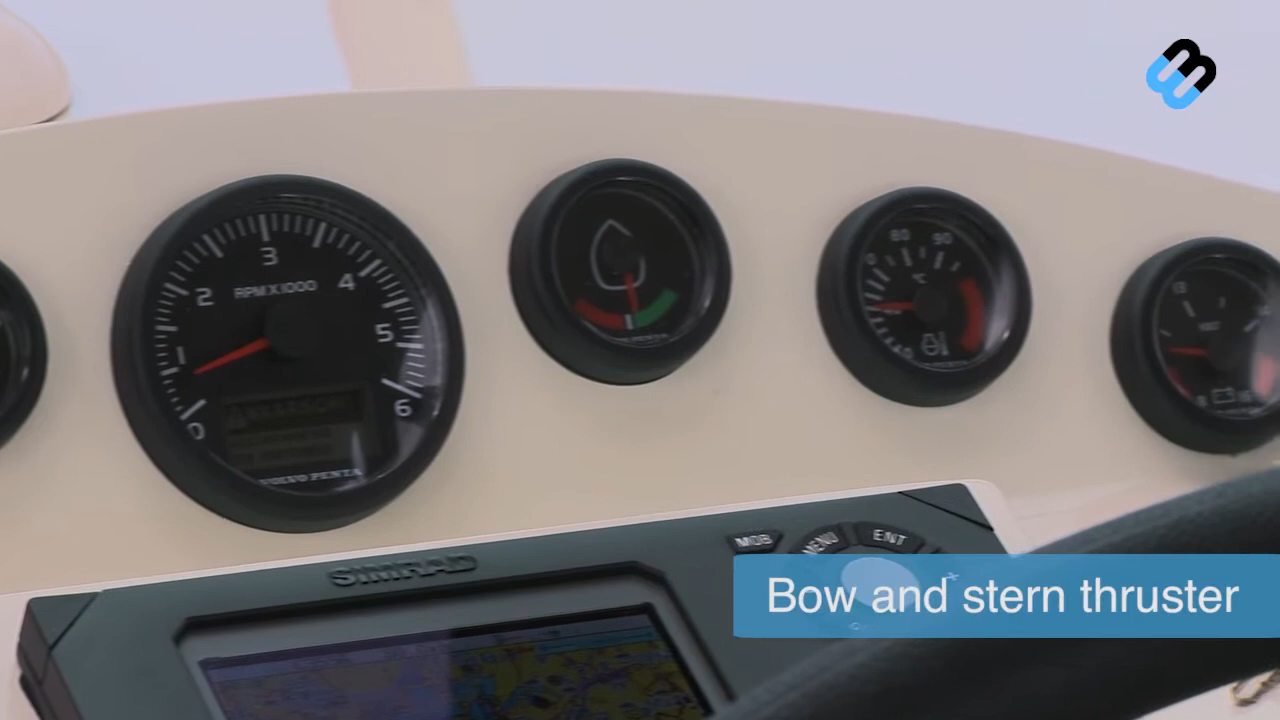 3
2
4
RPM X1000
5
1
6
0
VOLVO PENTA
80
90
°C
SIMRAD
MOB
MENU
ENT
Bow and stern thruster